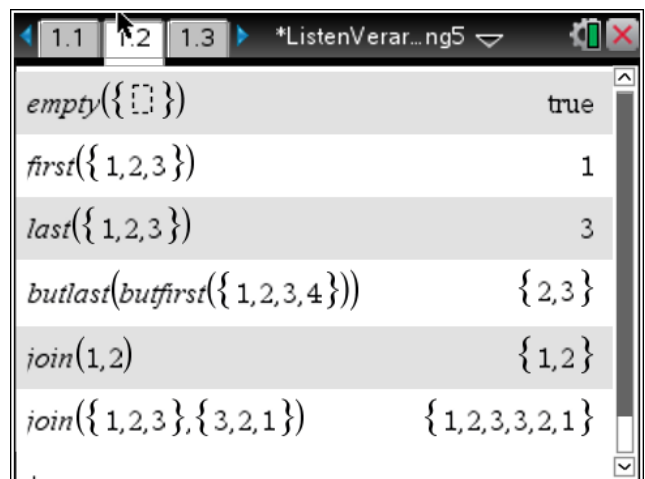 1.1 1.2 1.3 *ListenVerar…ng5
empty({ }) true
first({1,2,3}) 1
last({1,2,3}) 3
butlast(butfirst({1,2,3,4})) {2,3}
join(1,2) {1,2}
join({1,2,3},{3,2,1}) {1,2,3,3,2,1}